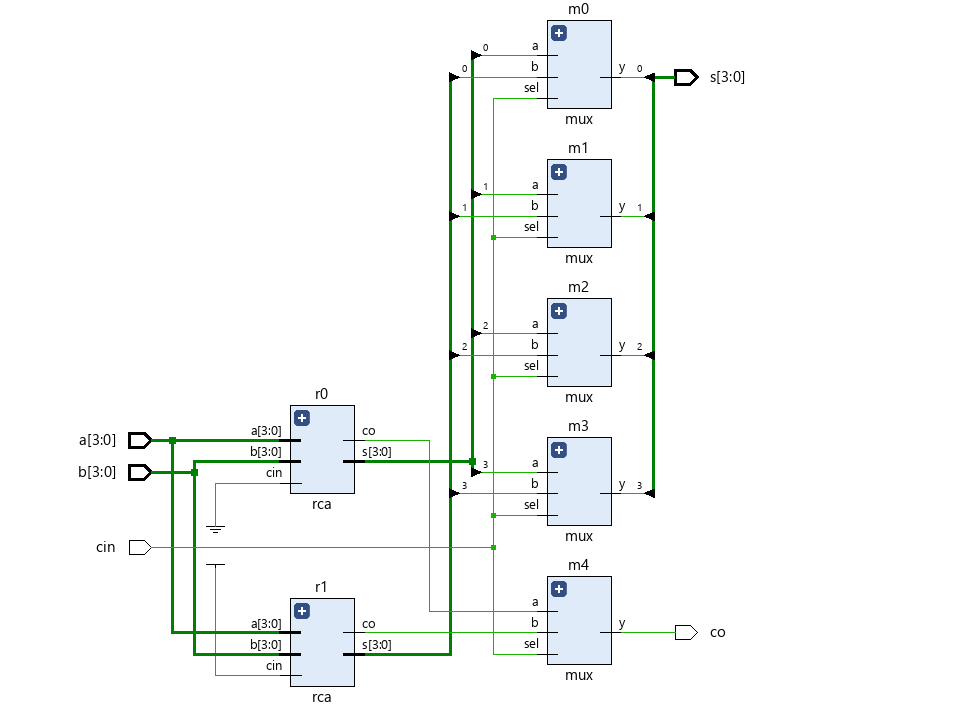 m0
0
a
0
b
y
0
s[3:0]
sel
mux
m1
1
a
1
b
y
1
sel
mux
m2
2
a
2
b
y
2
sel
mux
r0
a[3:0]
a[3:0]
co
b[3:0]
b[3:0]
s[3:0]
cin
rca
m3
3
a
3
b
y
3
sel
mux
cin
r1
a[3:0]
co
b[3:0]
s[3:0]
cin
rca
m4
a
b
y
co
sel
mux